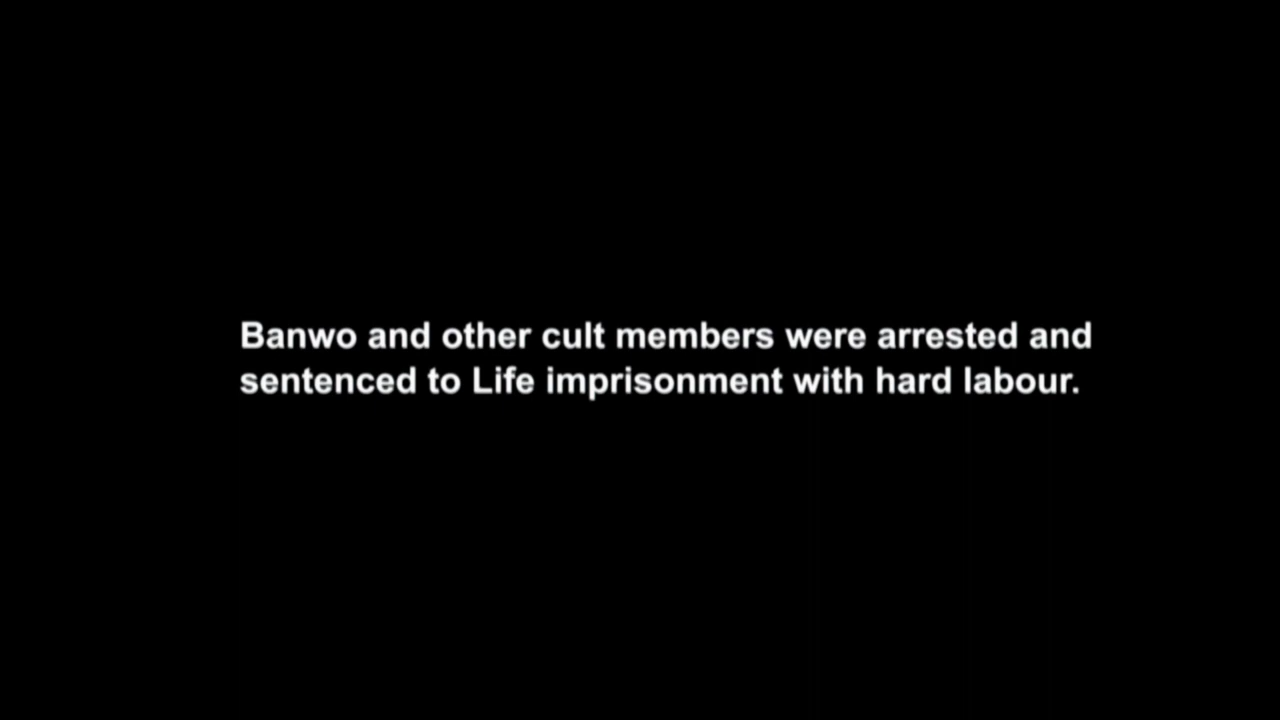 Banwo and other cult members were arrested and
sentenced to Life imprisonment with hard labour.